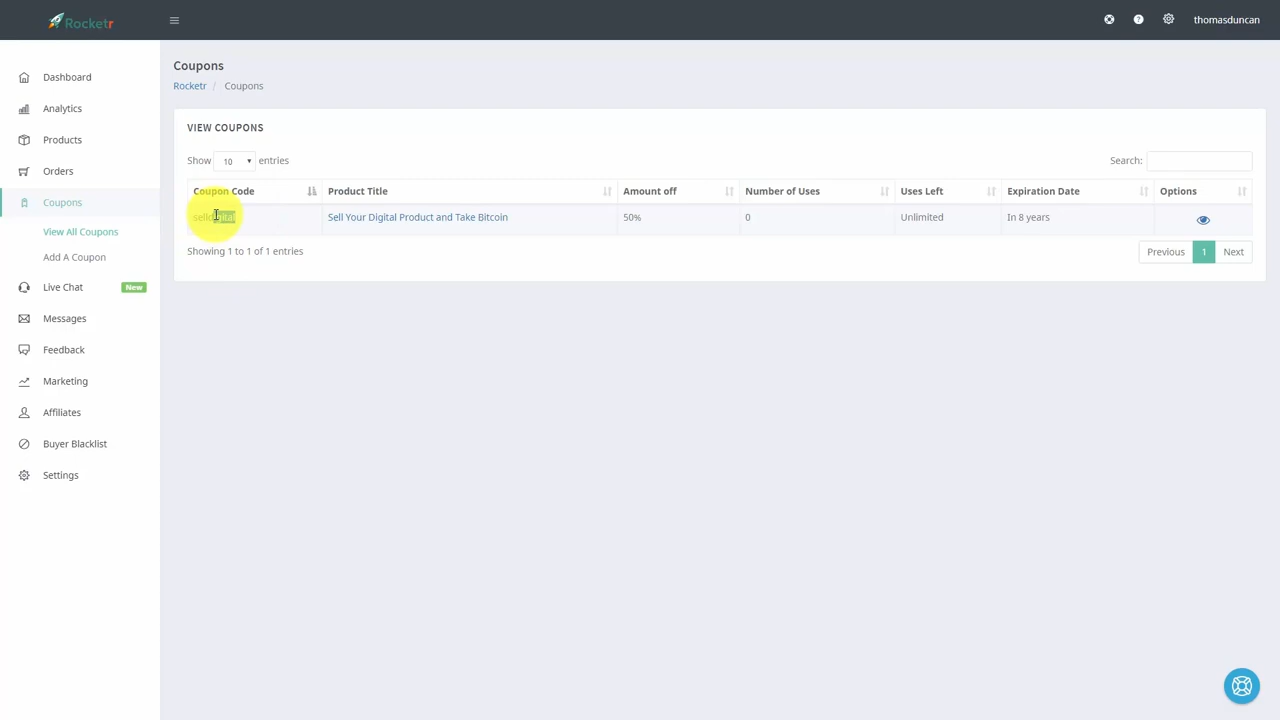 Rocketr
thomasduncan
Dashboard
Analytics
Products
Orders
Coupons
View All Coupons
Add A Coupon
Live Chat New
Messages
Feedback
Marketing
Affiliates
Buyer Blacklist
Settings
Coupons
Rocketr / Coupons
VIEW COUPONS
Show 10 entries
Search:
Coupon Code Product Title Amount off Number of Uses Uses Left Expiration Date Options
Sell Your Digital Product and Take Bitcoin 50% 0 Unlimited In 8 years
Showing 1 to 1 of 1 entries
Previous 1 Next